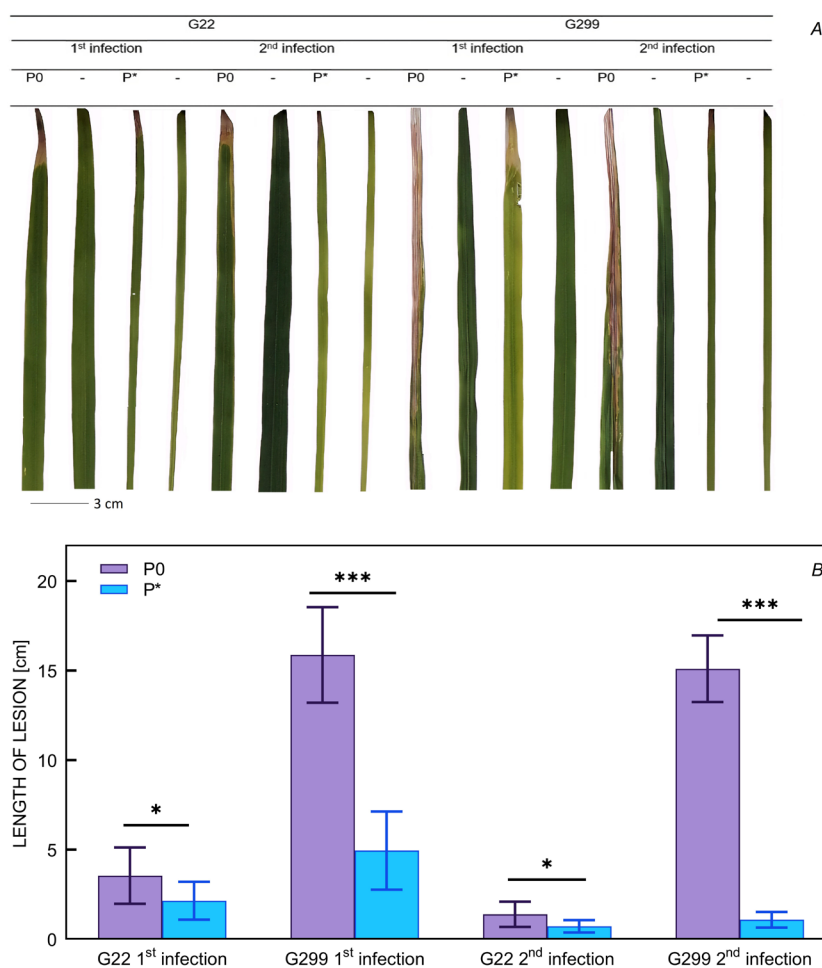 G22 G299 A
1st infection 2nd infection 1st infection 2nd infection
P0 - P* - P0 - P* - P0 - P* - P0 - P* -
3 cm
B
P0
P*
20
15
10
5
0
LENGTH OF LESION [cm]
*
***
*
***
G22 1st infection G299 1st infection G22 2nd infection G299 2nd infection